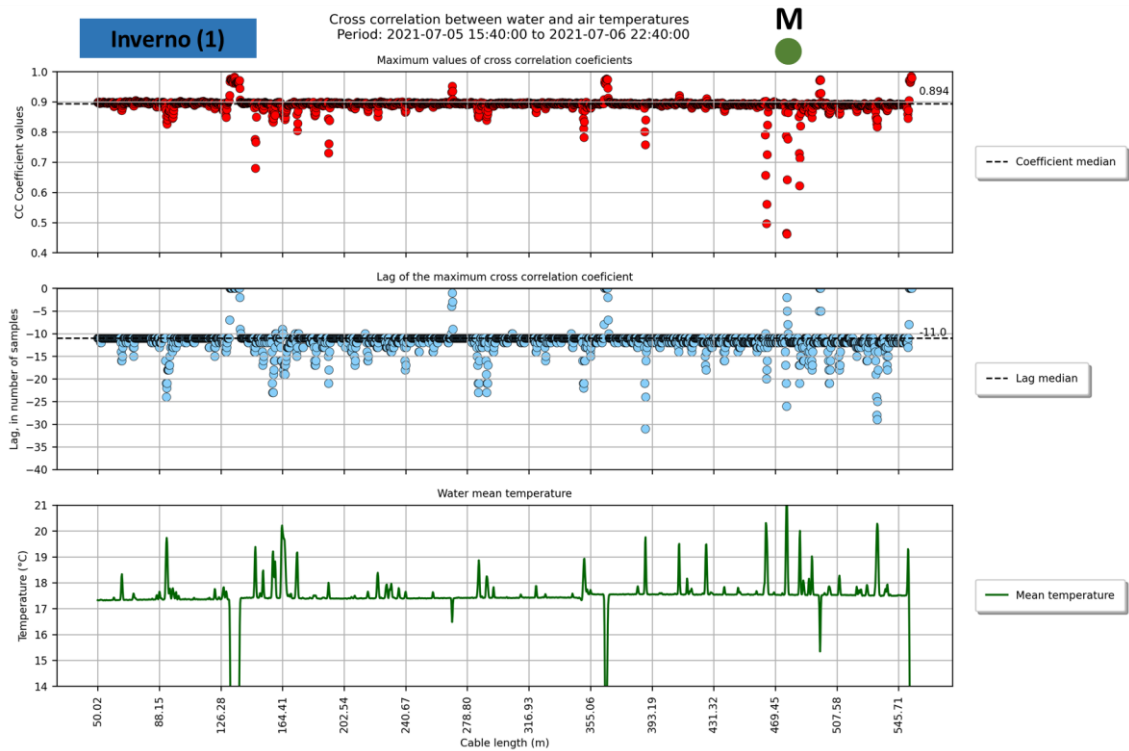 Inverno (1)
Cross correlation between water and air temperatures
Period: 2021-07-05 15:40:00 to 2021-07-06 22:40:00
M
Maximum values of cross correlation coeficients
CC Coefficient values
1.0
0.9
0.8
0.7
0.6
0.5
0.4
0.894
Coefficient median
Lag of the maximum cross correlation coeficient
Lag, in number of samples
0
−5
−10
−15
−20
−25
−30
−35
−40
-11.0
Lag median
Water mean temperature
Temperature (°C)
21
20
19
18
17
16
15
14
Mean temperature
50.02
88.15
126.28
164.41
202.54
240.67
278.80
316.93
355.06
393.19
431.32
469.45
507.58
545.71
Cable length (m)